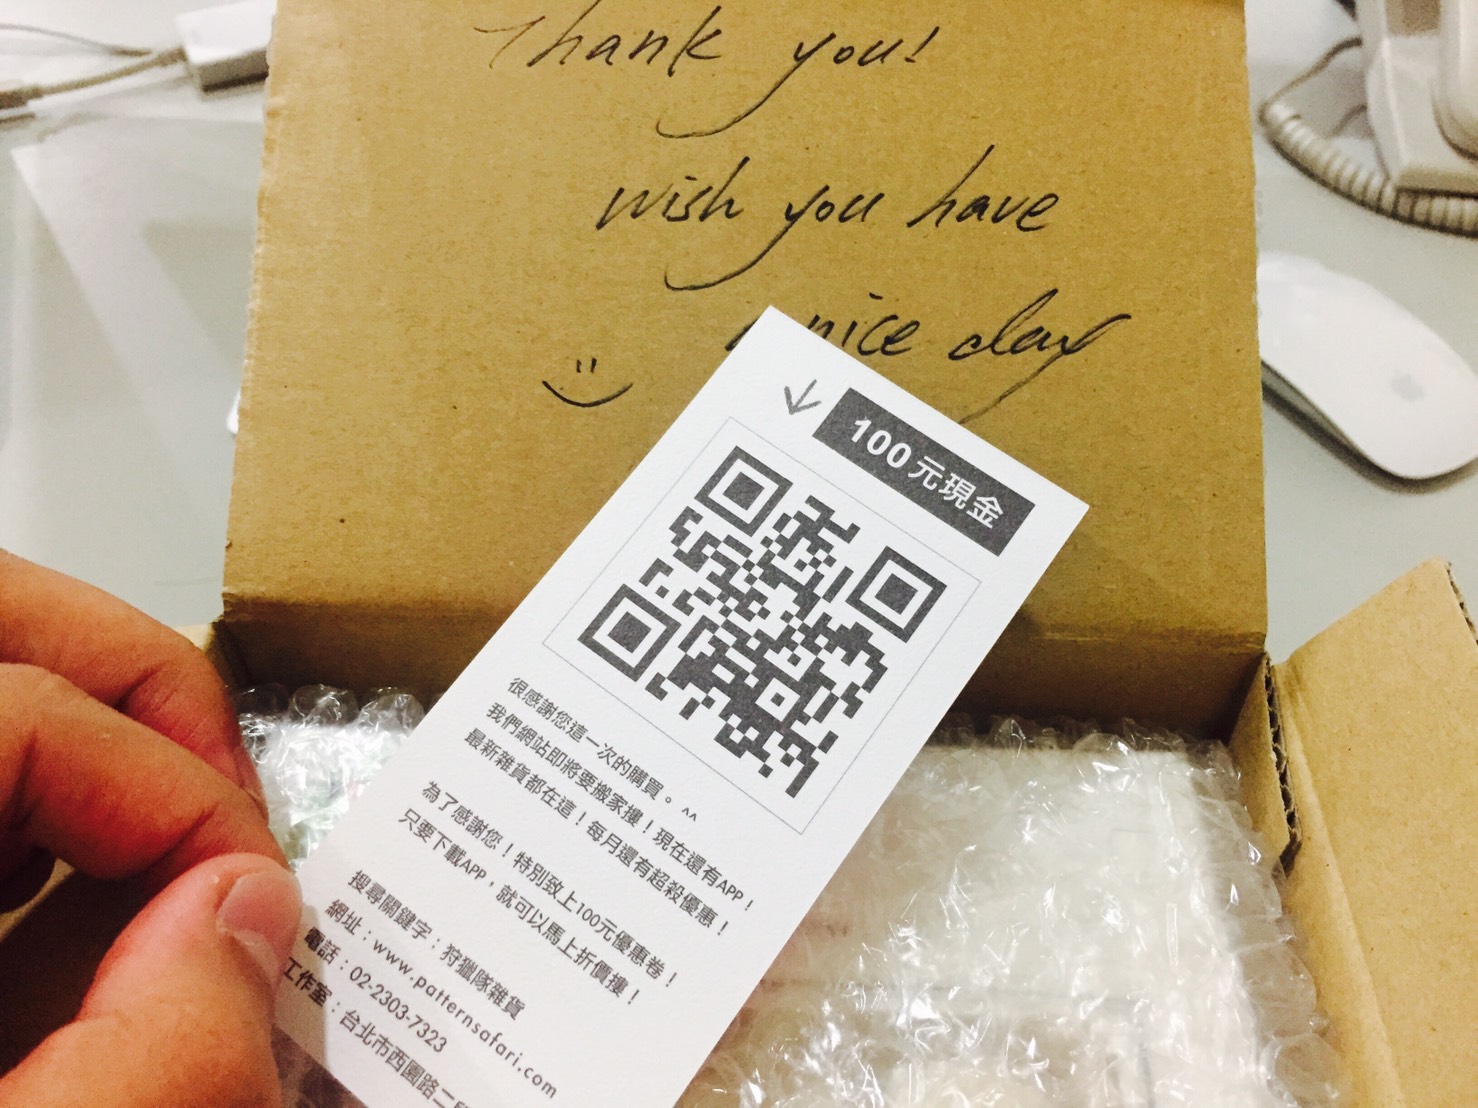 Thank you!
wish you have
a nice day
100 元現金
很感謝您這一次的購買。^^
我們網站即將要搬家摟！現在還有APP！
最新雜貨都在這！每月還有超殺優惠！
為了感謝您！特別致上100元優惠卷！
只要下載APP，就可以馬上折價摟！
搜尋關鍵字：狩獵隊雜貨
網址：www.patternsafari.com
電話：02-2303-7323
工作室：台北市西園路二段